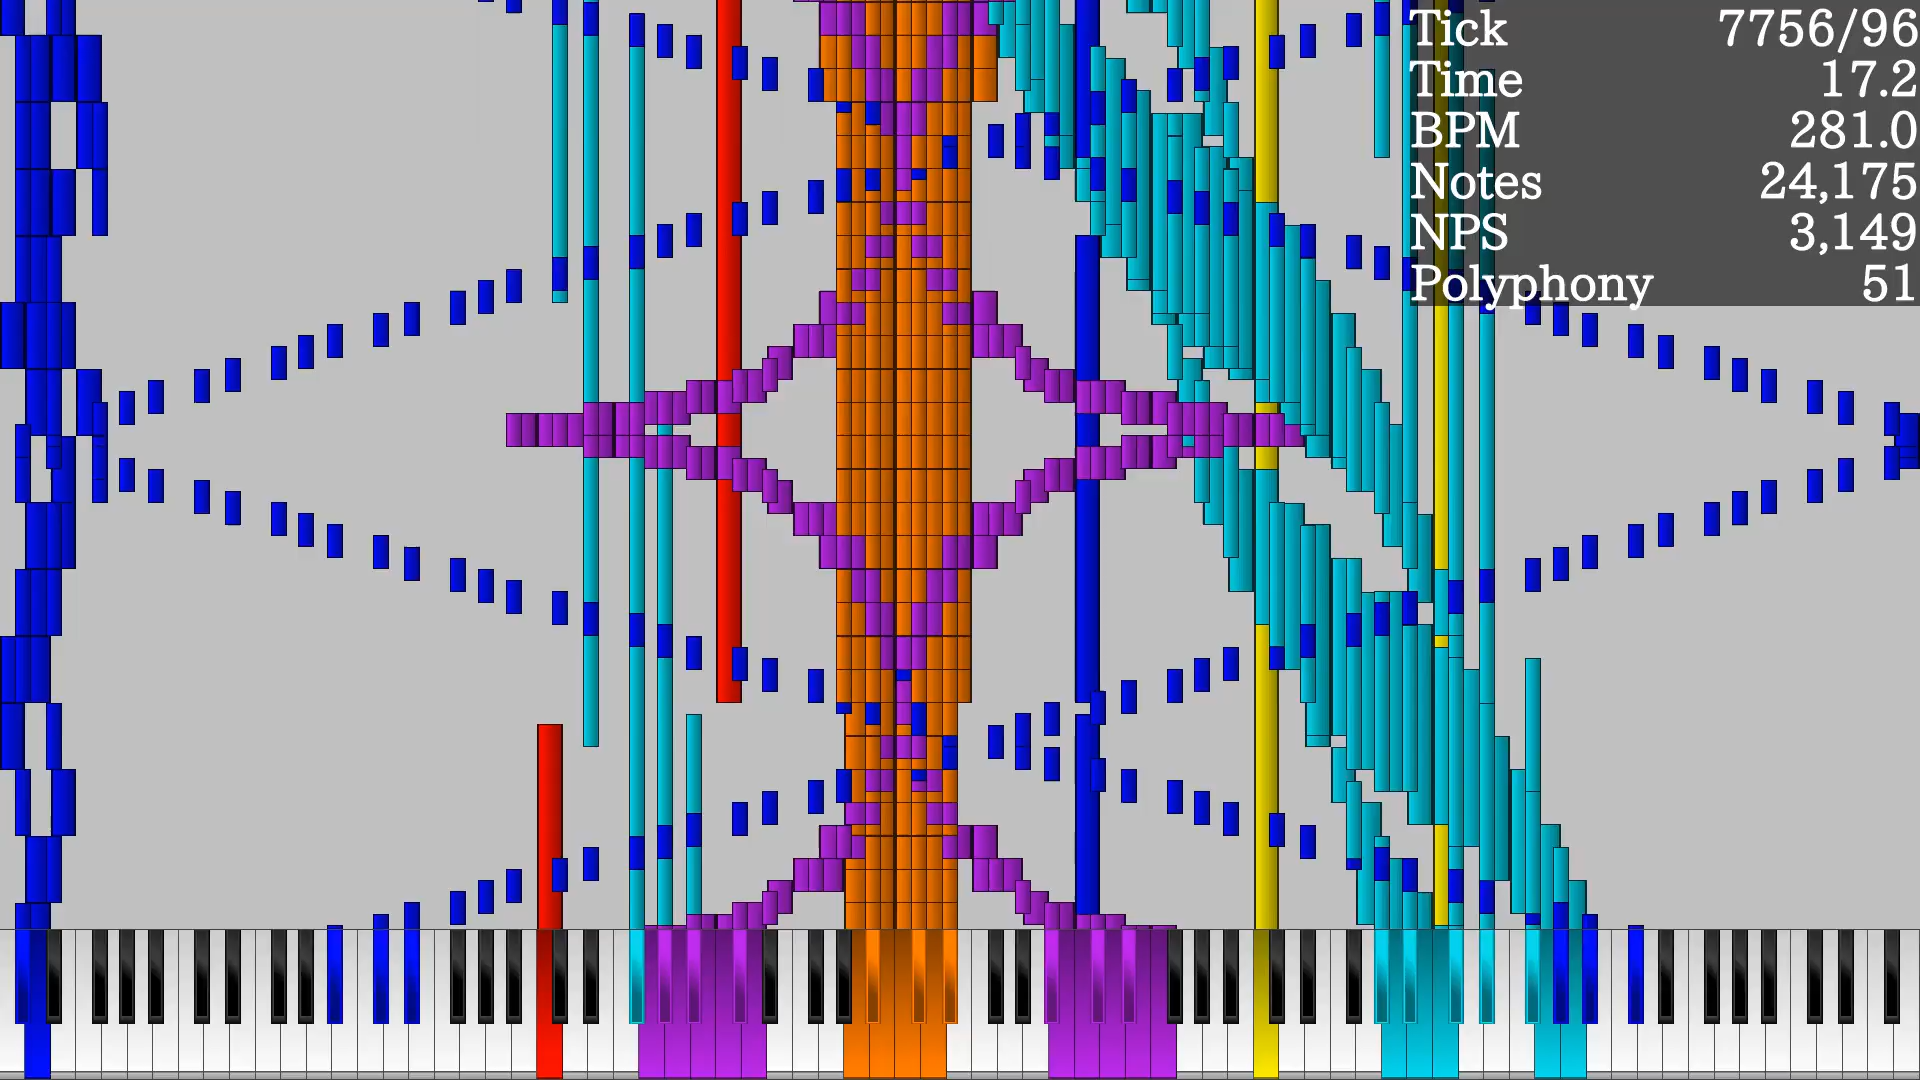 Tick 7756/96
Time 17.2
BPM 281.0
Notes 24,175
NPS 3,149
Polyphony 51